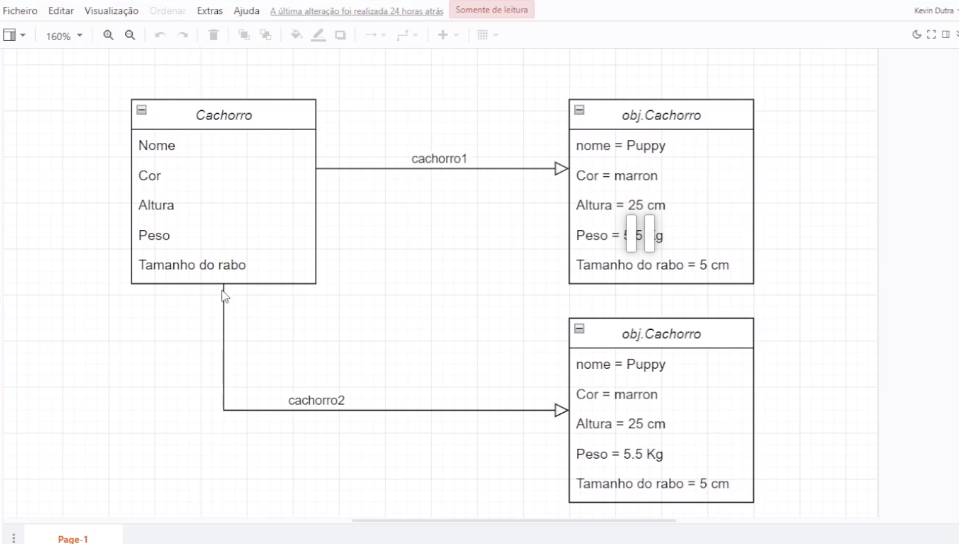 Ficheiro Editar Visualização Ordenar Extras Ajuda A última alteração foi realizada 24 horas atrás Somente de leitura Kevin Dutra
160%
Cachorro
Nome
Cor
Altura
Peso
Tamanho do rabo
cachorro1
obj.Cachorro
nome = Puppy
Cor = marron
Altura = 25 cm
Peso = 5.5 Kg
Tamanho do rabo = 5 cm
cachorro2
obj.Cachorro
nome = Puppy
Cor = marron
Altura = 25 cm
Peso = 5.5 Kg
Tamanho do rabo = 5 cm
Page-1